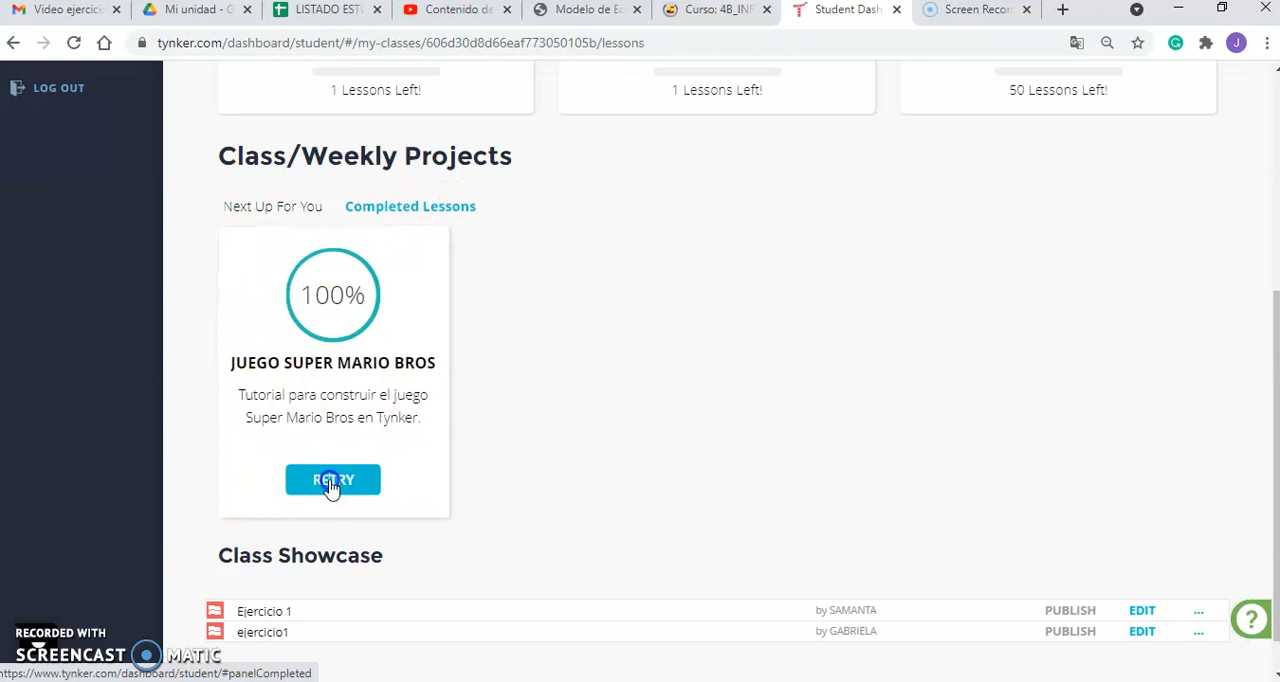 Video ejercici
Mi unidad - G
LISTADO ESTU
Contenido de
Modelo de Ec
Curso: 4B_INF
Student Dash
Screen Recor
tynker.com/dashboard/student/#/my-classes/606d30d8d66eaf773050105b/lessons
J
LOG OUT
1 Lessons Left!
1 Lessons Left!
50 Lessons Left!
Class/Weekly Projects
Next Up For You
Completed Lessons
100%
JUEGO SUPER MARIO BROS
Tutorial para construir el juego
Super Mario Bros en Tynker.
RETRY
Class Showcase
Ejercicio 1 by SAMANTA PUBLISH EDIT ...
ejercicio1 by GABRIELA PUBLISH EDIT ...
?
RECORDED WITH
SCREENCAST MATIC
https://www.tynker.com/dashboard/student/#panelCompleted